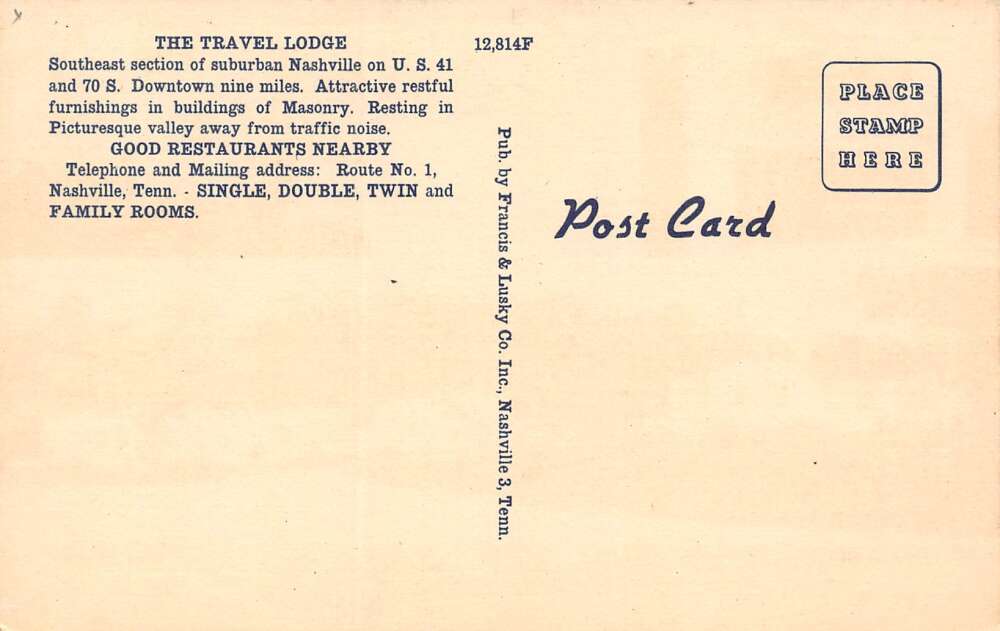 THE TRAVEL LODGE
Southeast section of suburban Nashville on U. S. 41
and 70 S. Downtown nine miles. Attractive restful
furnishings in buildings of Masonry. Resting in
Picturesque valley away from traffic noise.
GOOD RESTAURANTS NEARBY
Telephone and Mailing address: Route No. 1,
Nashville, Tenn. - SINGLE, DOUBLE, TWIN and
FAMILY ROOMS.
12,814F
Pub. by Francis & Lusky Co. Inc., Nashville 3, Tenn.
PLACE
STAMP
HERE
Post Card